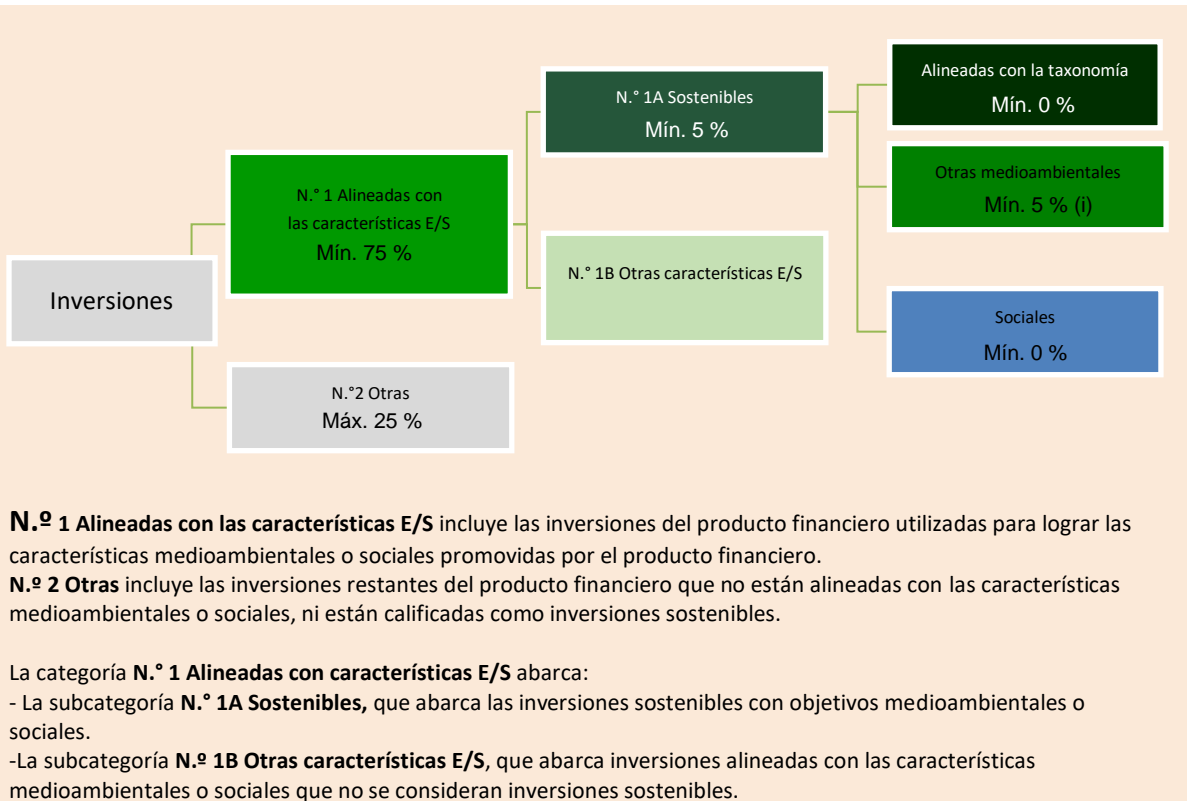 Alineadas con la taxonomía
Mín. 0 %
N.° 1A Sostenibles
Mín. 5 %
Otras medioambientales
Mín. 5 % (i)
N.° 1 Alineadas con
las características E/S
Mín. 75 %
N.° 1B Otras características E/S
Inversiones
Sociales
Mín. 0 %
N.°2 Otras
Máx. 25 %
N.º 1 Alineadas con las características E/S incluye las inversiones del producto financiero utilizadas para lograr las
características medioambientales o sociales promovidas por el producto financiero.
N.º 2 Otras incluye las inversiones restantes del producto financiero que no están alineadas con las características
medioambientales o sociales, ni están calificadas como inversiones sostenibles.
La categoría N.° 1 Alineadas con características E/S abarca:
- La subcategoría N.° 1A Sostenibles, que abarca las inversiones sostenibles con objetivos medioambientales o
sociales.
-La subcategoría N.º 1B Otras características E/S, que abarca inversiones alineadas con las características
medioambientales o sociales que no se consideran inversiones sostenibles.